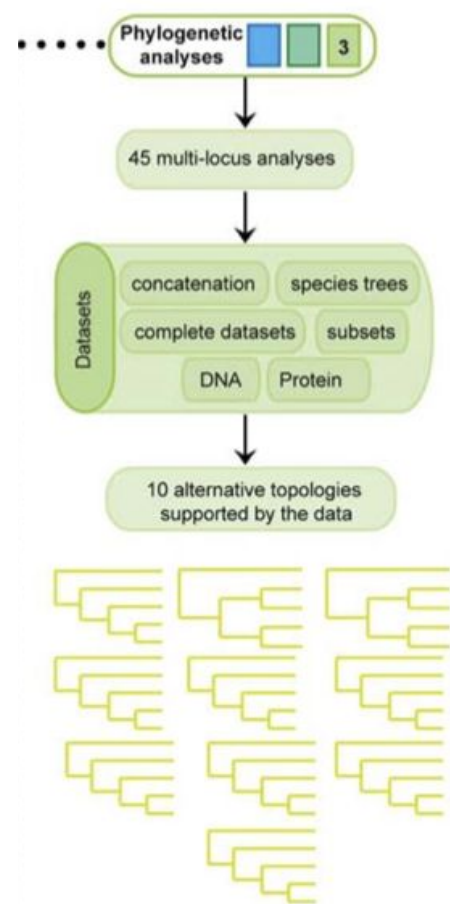 Phylogenetic
analyses
3
45 multi-locus analyses
Datasets
concatenation
species trees
complete datasets
subsets
DNA
Protein
10 alternative topologies
supported by the data